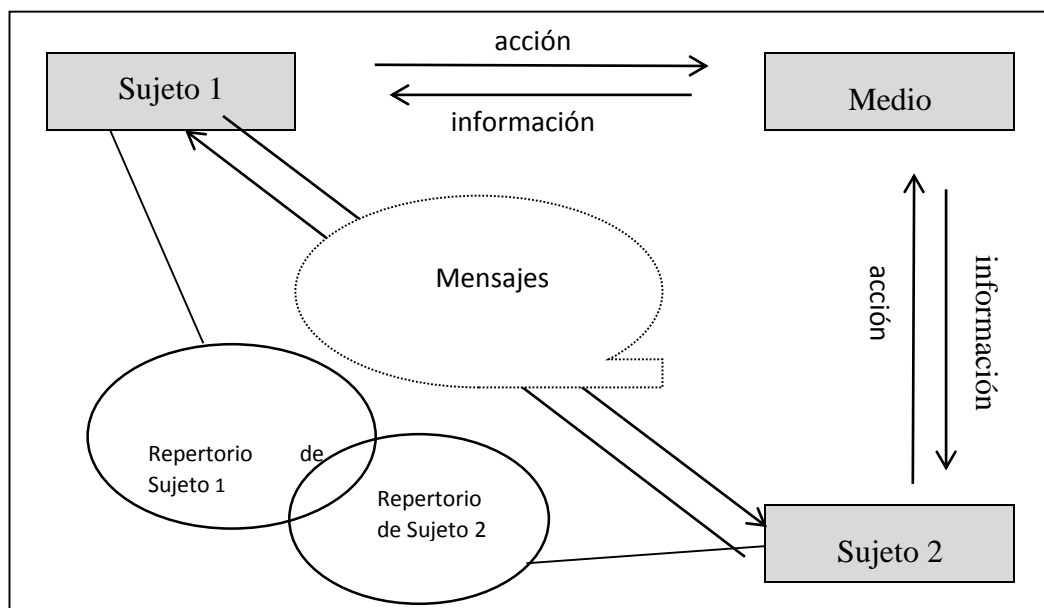 acción
Sujeto 1
Medio
información
Mensajes
acción
información
Repertorio de
Sujeto 1
Repertorio
de Sujeto 2
Sujeto 2